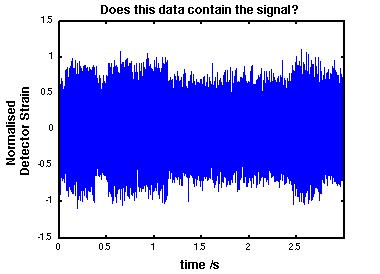 Does this data contain the signal?
1.5
1
0.5
0
-0.5
-1
-1.5
Normalised
Detector Strain
0 0.5 1 1.5 2 2.5
time /s